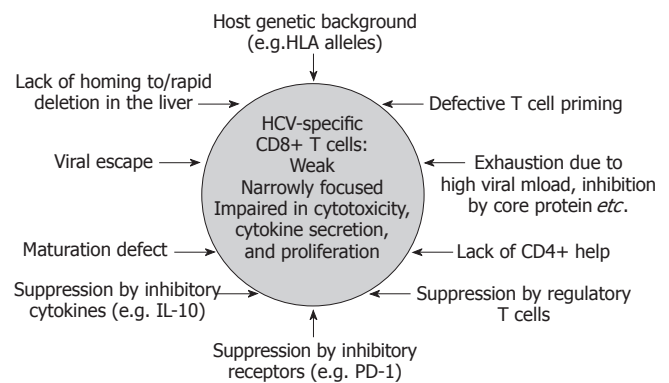 Host genetic background
(e.g.HLA alleles)
Lack of homing to/rapid
deletion in the liver
Defective T cell priming
HCV-specific
CD8+ T cells:
Weak
Narrowly focused
Impaired in cytotoxicity,
cytokine secretion,
and proliferation
Viral escape
Exhaustion due to
high viral mload, inhibition
by core protein etc.
Maturation defect
Lack of CD4+ help
Suppression by inhibitory
cytokines (e.g. IL-10)
Suppression by regulatory
T cells
Suppression by inhibitory
receptors (e.g. PD-1)